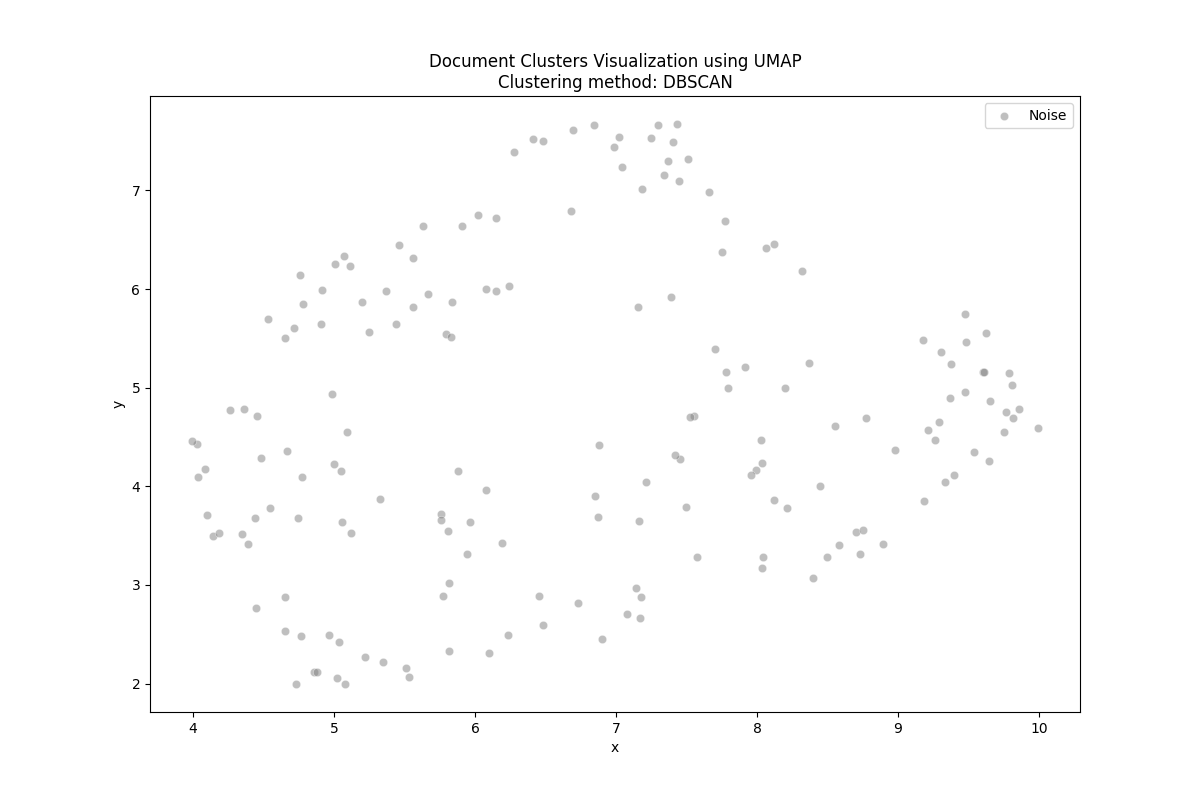 Document Clusters Visualization using UMAP
Clustering method: DBSCAN
Noise
7
6
5
4
3
2
y
4 5 6 7 8 9 10
x